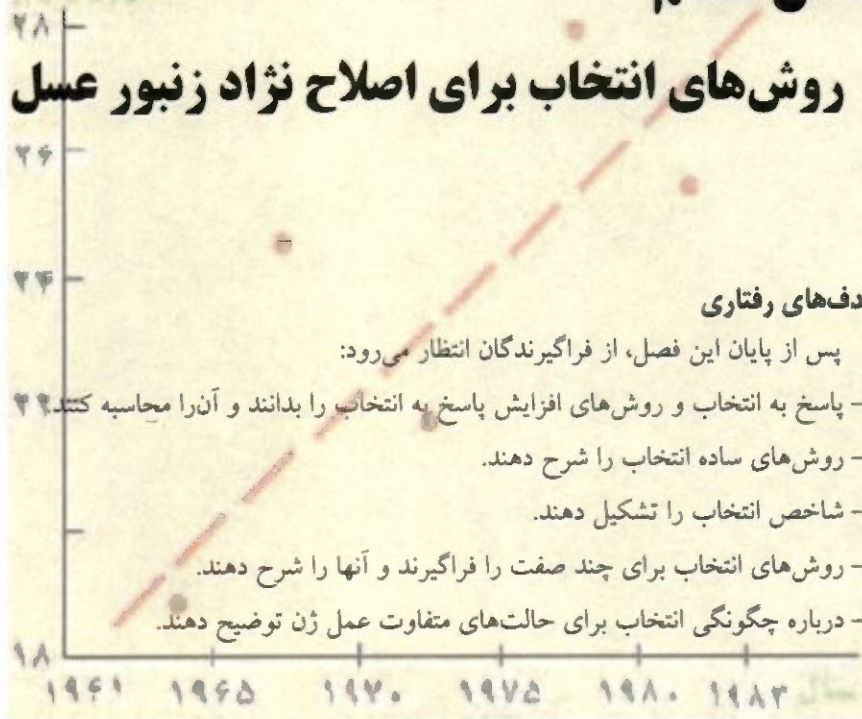 روش‌های انتخاب برای اصلاح نژاد زنبور عسل
دف‌های رفتاری
پس از پایان این فصل، از فراگیرندگان انتظار می‌رود:
- پاسخ به انتخاب و روش‌های افزایش پاسخ به انتخاب را بدانند و آن‌را محاسبه کنند.
- روش‌های ساده انتخاب را شرح دهند.
- شاخص انتخاب را تشکیل دهند.
- روش‌های انتخاب برای چند صفت را فراگیرند و آنها را شرح دهند.
- درباره چگونگی انتخاب برای حالت‌های متفاوت عمل ژن توضیح دهند.
۲۸
۲۶
۲۴
۲۲
۱۸
۱۹۶۱ ۱۹۶۵ ۱۹۷۰ ۱۹۷۵ ۱۹۸۰ ۱۹۸۳ سال